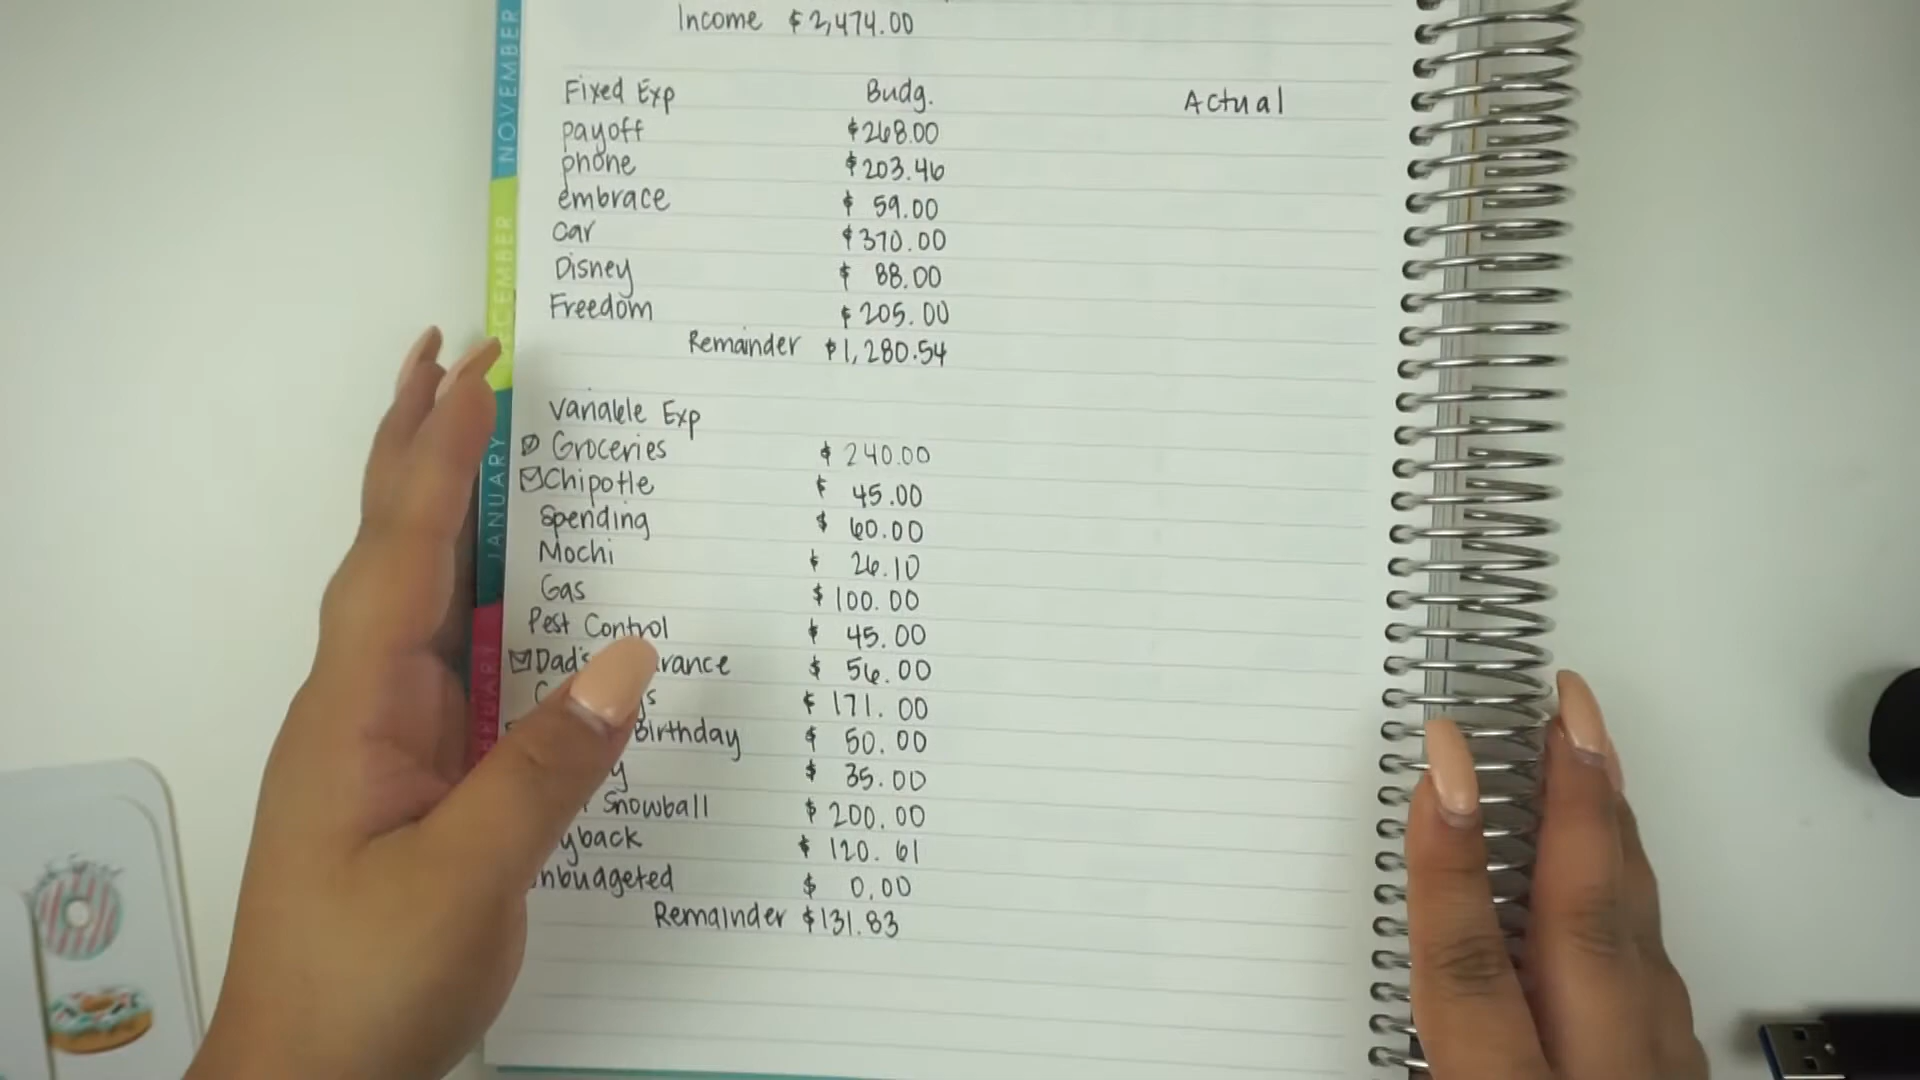 Income $2,474.00
Fixed Exp Budg. Actual
payoff $268.00
phone $203.46
embrace $ 59.00
car $370.00
Disney $ 88.00
Freedom $205.00
Remainder $1,280.54
Variable Exp
Groceries $ 240.00
Chipotle $ 45.00
Spending $ 60.00
Mochi $ 26.10
Gas $100.00
Pest Control $ 45.00
Dad's $ 56.00
$ 171.00
Birthday $ 50.00
$ 35.00
Snowball $ 200.00
$ 120.61
$ 0.00
Remainder $131.83
NOVEMBER
JANUARY